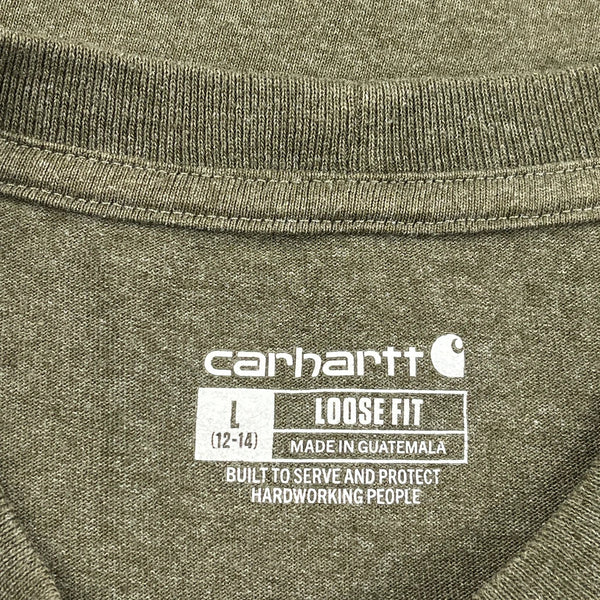 carhartt
L
(12-14)
LOOSE FIT
MADE IN GUATEMALA
BUILT TO SERVE AND PROTECT
HARDWORKING PEOPLE